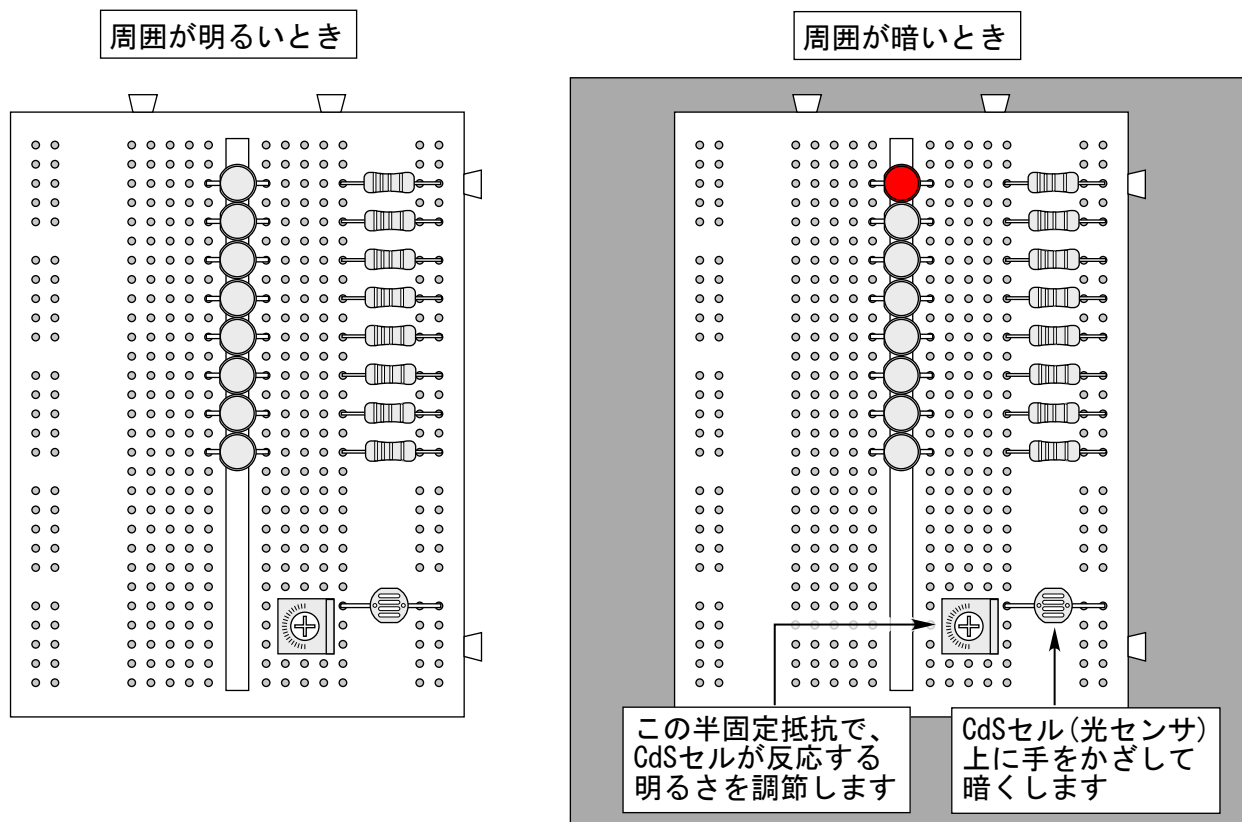 周囲が明るいとき
周囲が暗いとき
この半固定抵抗で、
CdSセルが反応する
明るさを調節します
CdSセル(光センサ)
上に手をかざして
暗くします